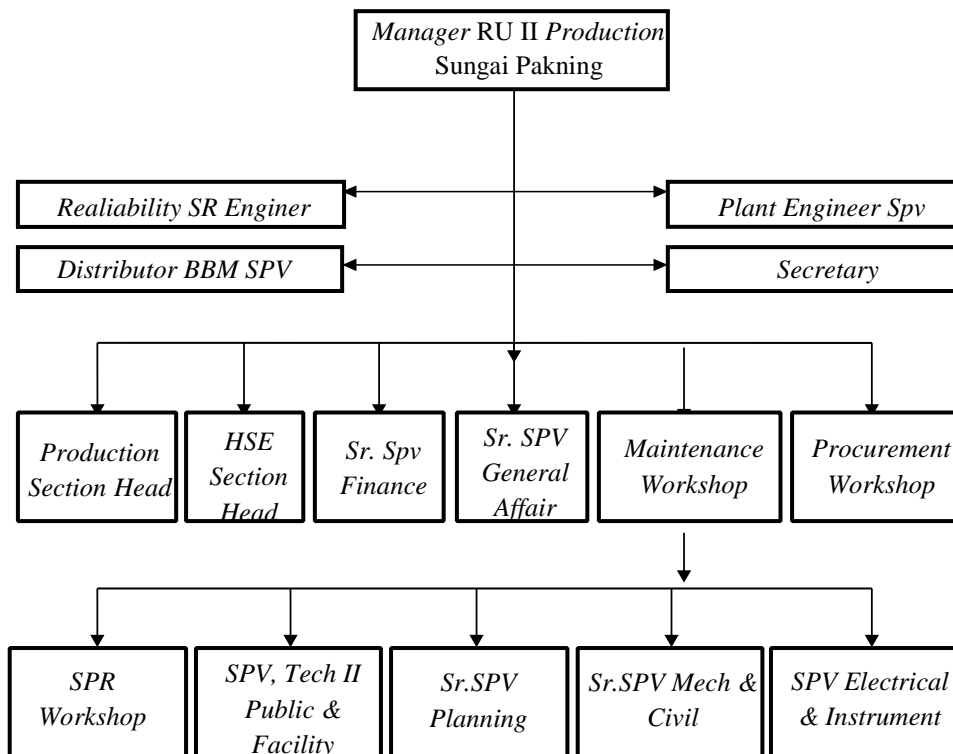 Manager RU II Production
Sungai Pakning
Realiability SR Enginer
Plant Engineer Spv
Distributor BBM SPV
Secretary
Production
Section Head
HSE
Section
Head
Sr. Spv
Finance
Sr. SPV
General
Affair
Maintenance
Workshop
Procurement
Workshop
SPR
Workshop
SPV, Tech II
Public &
Facility
Sr.SPV
Planning
Sr.SPV Mech &
Civil
SPV Electrical
& Instrument